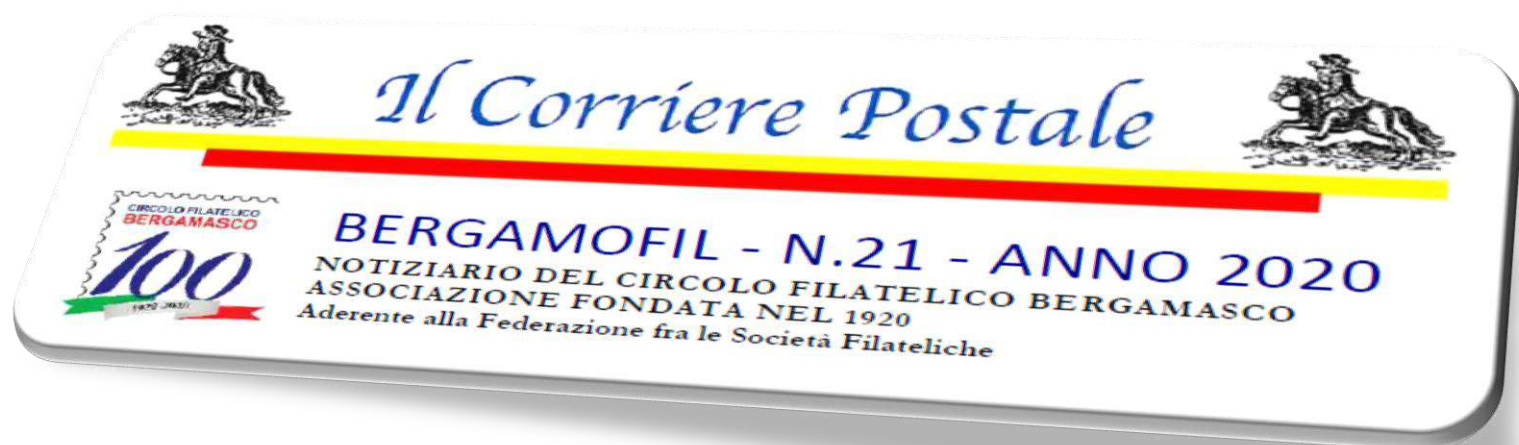 Il Corriere Postale
CIRCOLO FILATELICO
BERGAMASCO
100
BERGAMOFIL - N.21 - ANNO 2020
NOTIZIARIO DEL CIRCOLO FILATELICO BERGAMASCO
ASSOCIAZIONE FONDATA NEL 1920
Aderente alla Federazione fra le Società Filateliche